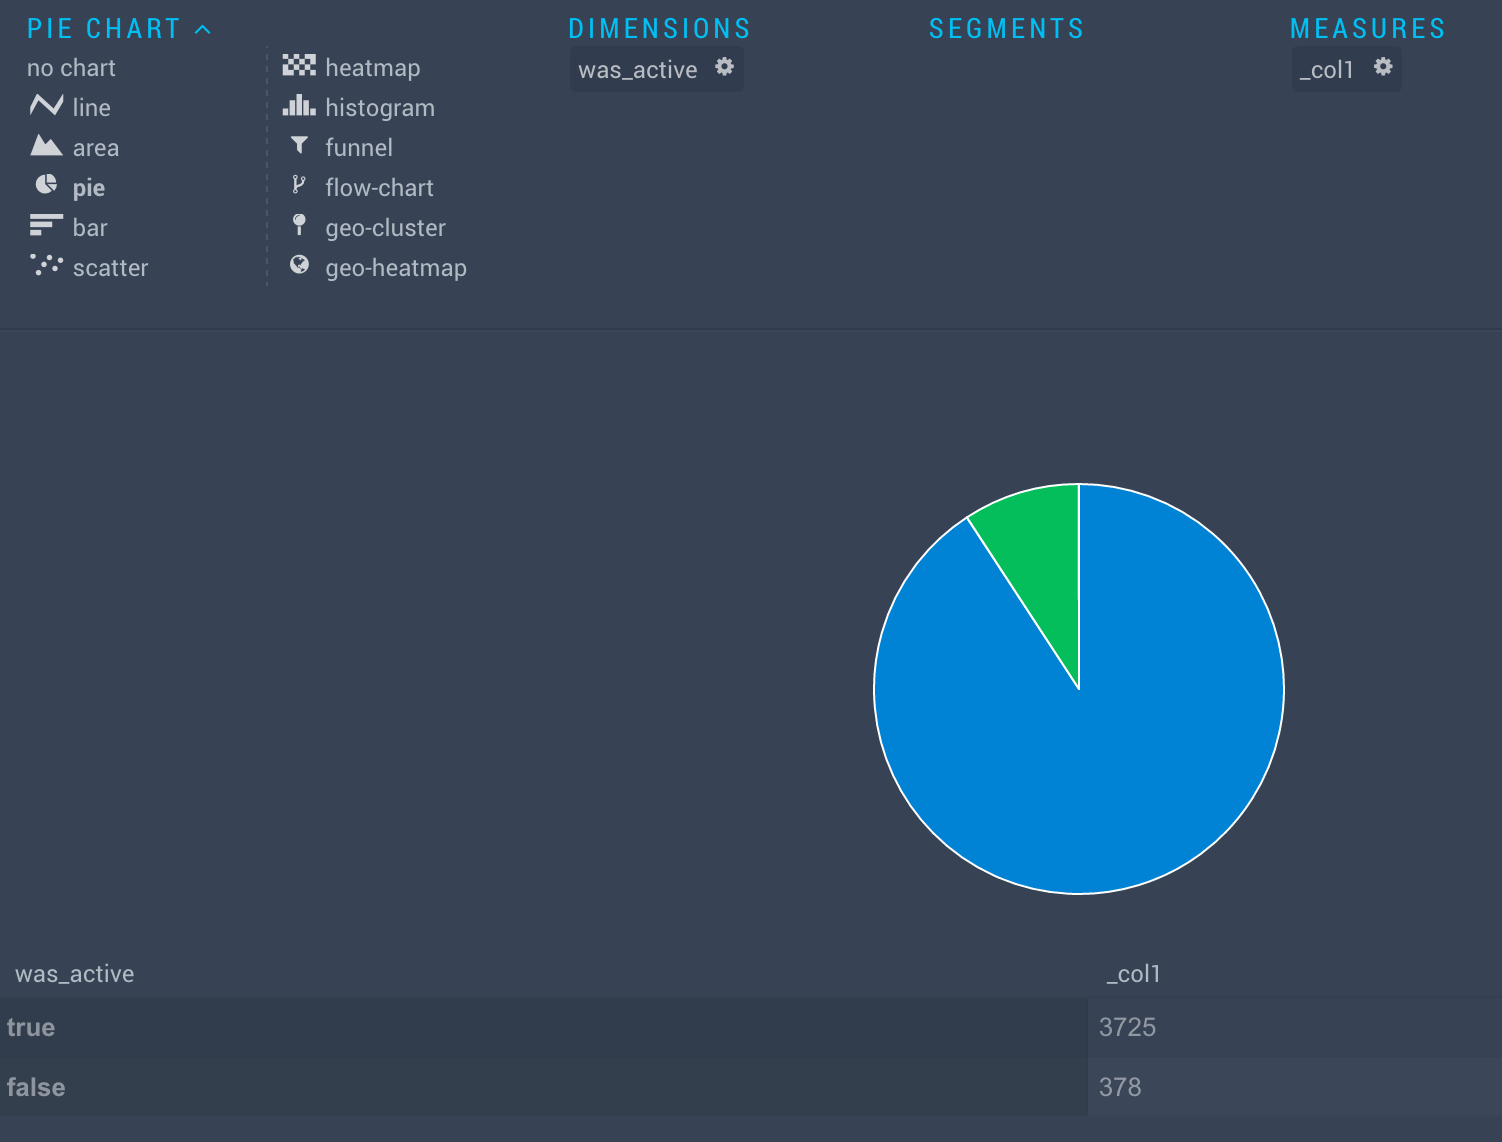 PIE CHART
no chart
line
area
pie
bar
scatter
heatmap
histogram
funnel
flow-chart
geo-cluster
geo-heatmap
DIMENSIONS
was_active
SEGMENTS
MEASURES
_col1
was_active _col1
true 3725
false 378